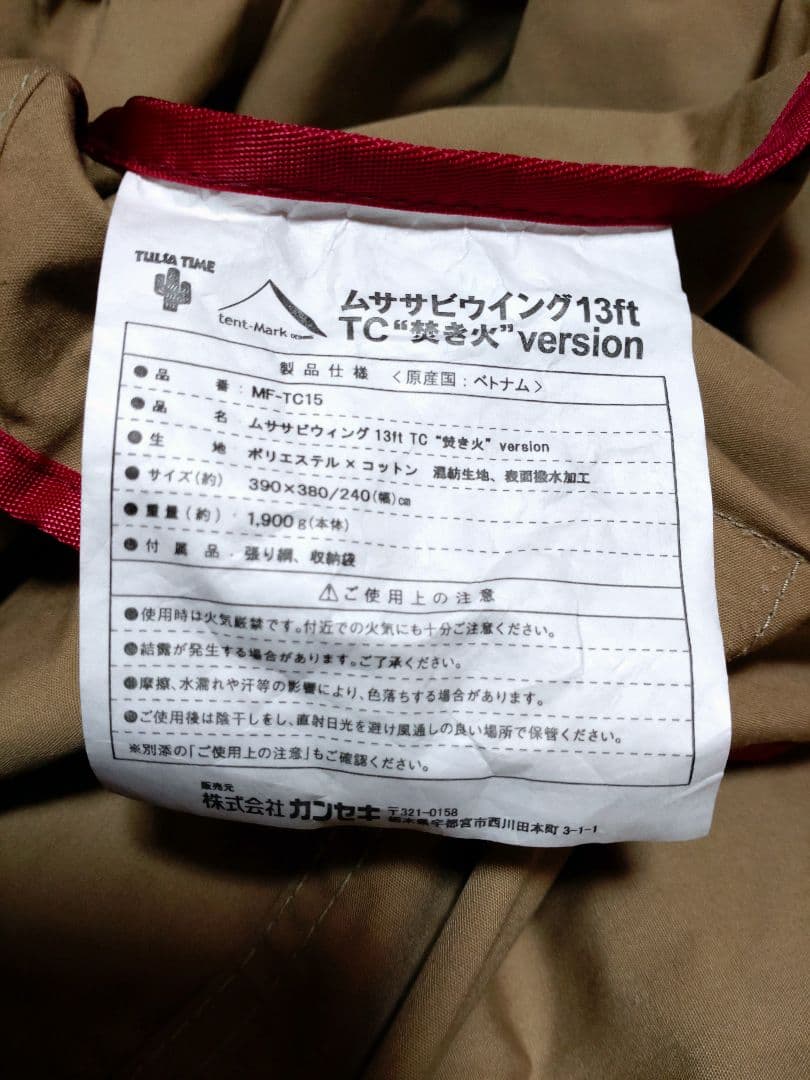 TULSA TIME
tent-Mark
ムササビウイング13ft
TC“焚き火”version
製品仕様 〈原産国：ベトナム〉
●品番：MF-TC15
●品名：ムササビウィング 13ft TC “焚き火” version
●生地：ポリエステル×コットン 混紡生地、表面撥水加工
●サイズ(約)：390×380/240(幅)㎝
●重量(約)：1,900g(本体)
●付属品：張り綱、収納袋
⚠ご使用上の注意
●使用時は火気厳禁です。付近での火気にも十分ご注意ください。
●結露が発生する場合があります。ご了承ください。
●摩擦、水濡れや汗等の影響により、色落ちする場合があります。
●ご使用後は陰干しをし、直射日光を避け風通しの良い場所で保管ください。
※別添の「ご使用上の注意」もご確認ください。
販売元
株式会社 カンセキ 〒321-0158
栃木県宇都宮市西川田本町 3-1-1